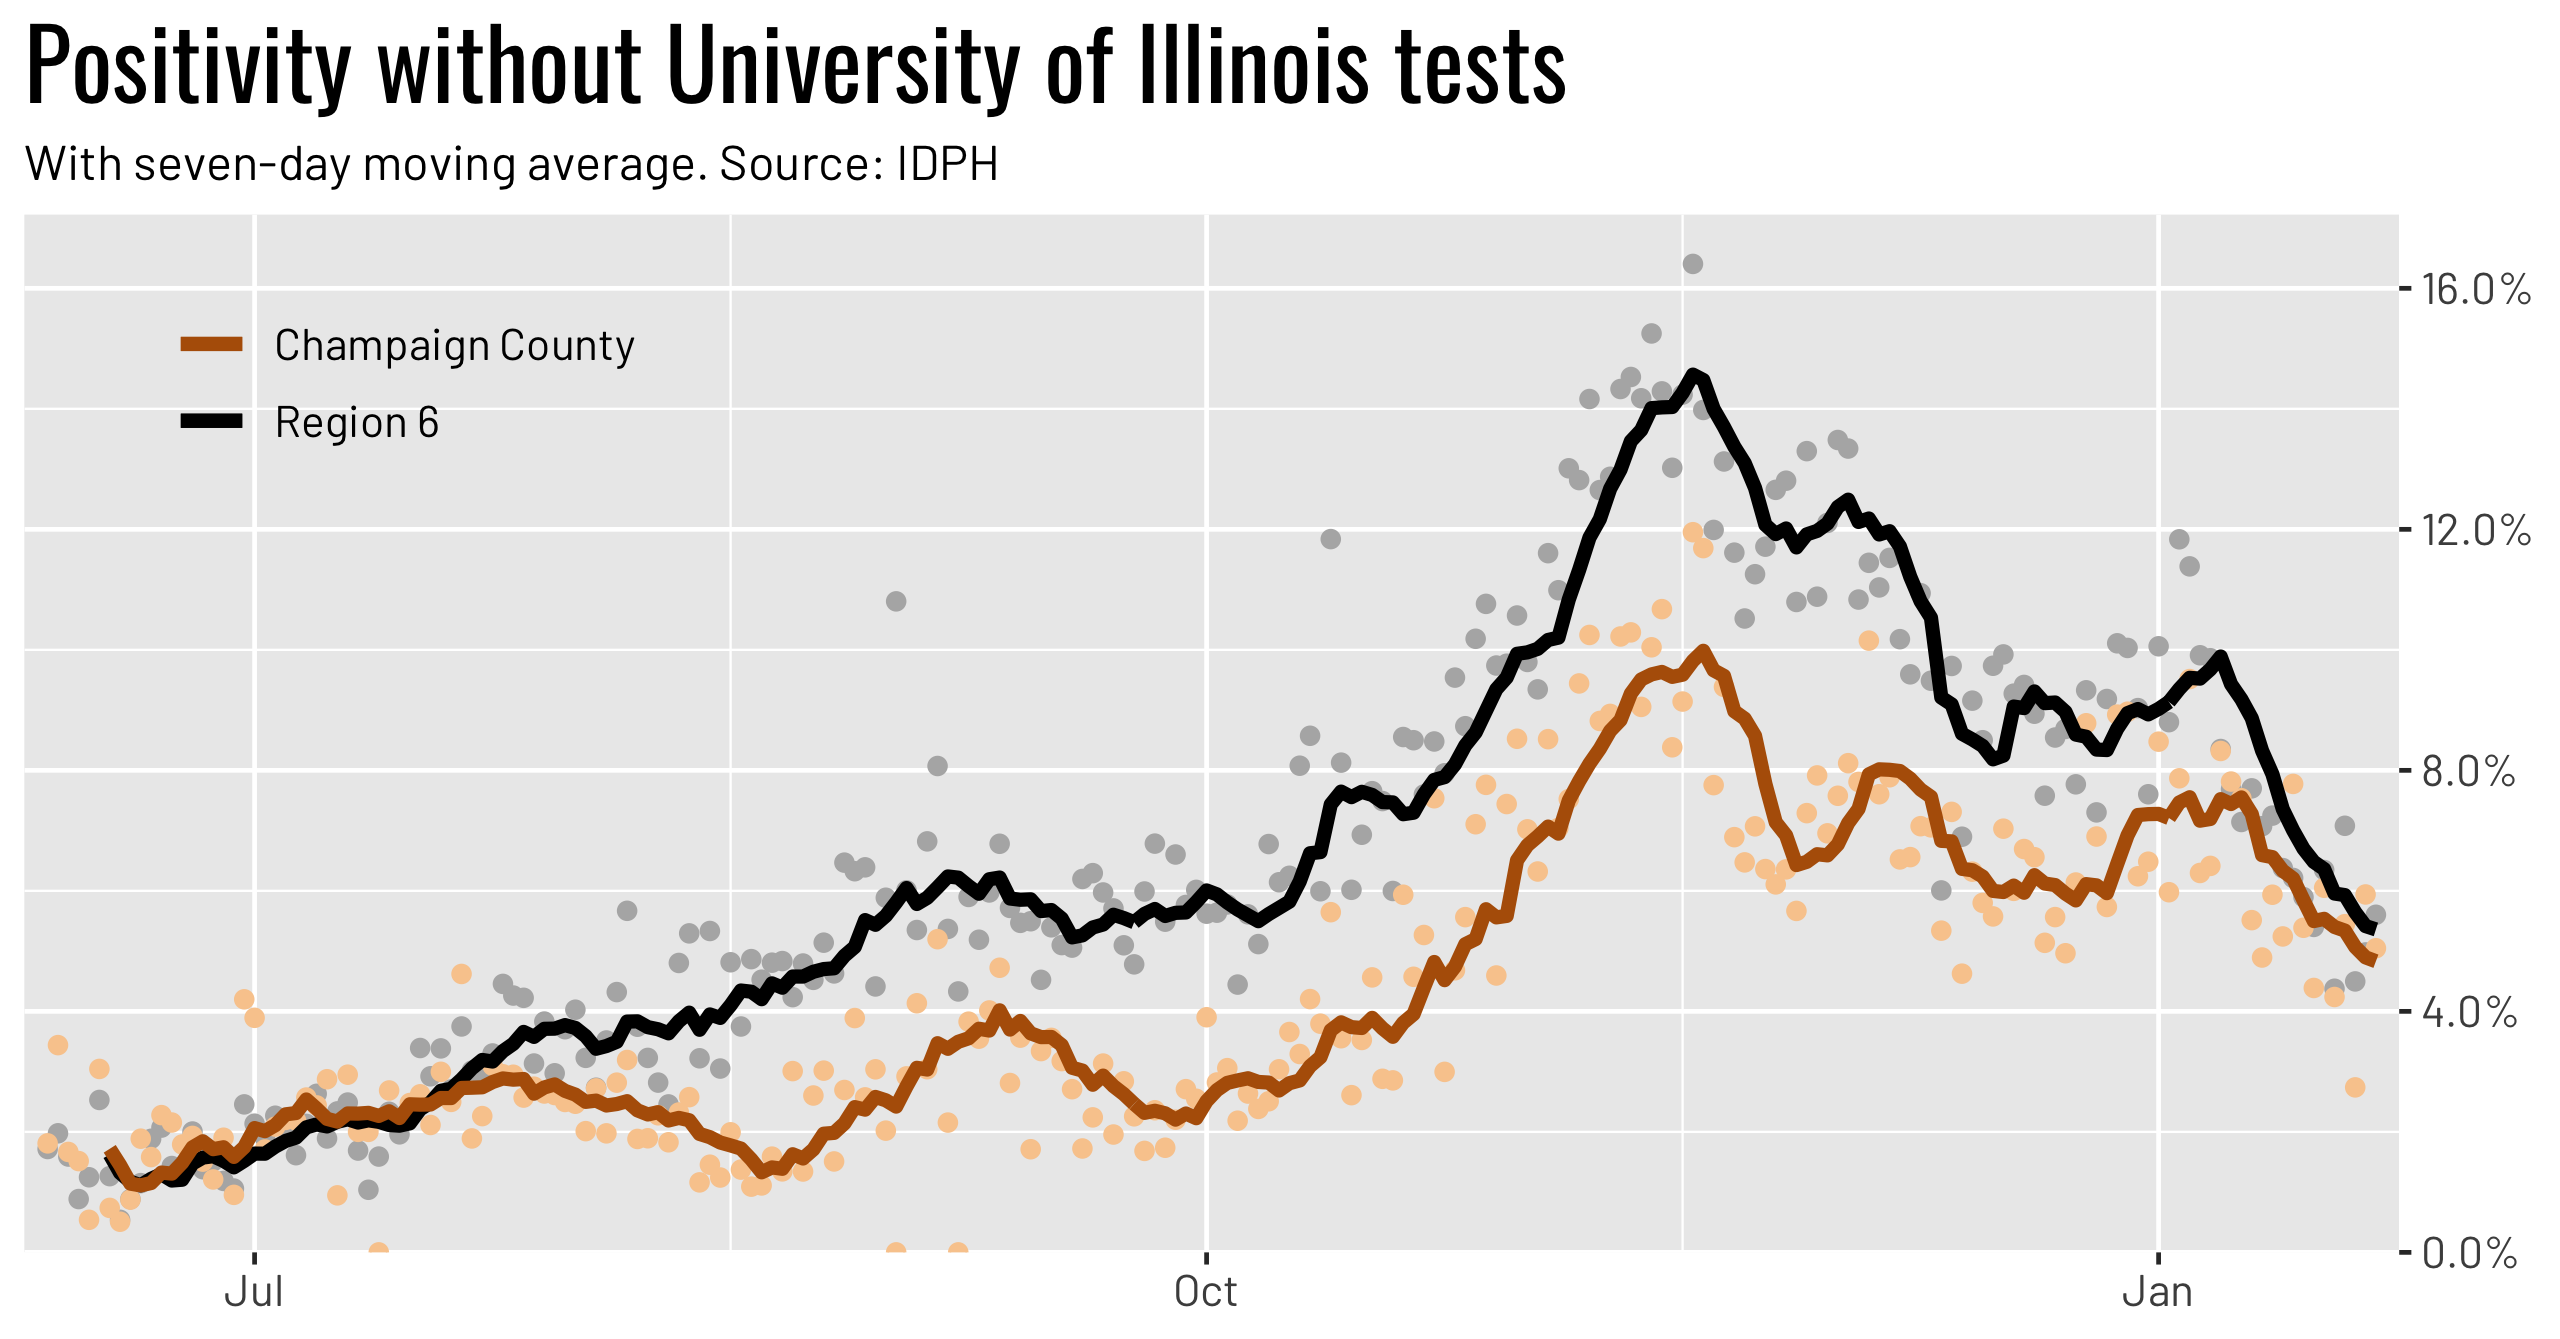 Positivity without University of Illinois tests
With seven-day moving average. Source: IDPH
Champaign County
Region 6
16.0%
12.0%
8.0%
4.0%
0.0%
Jul
Oct
Jan